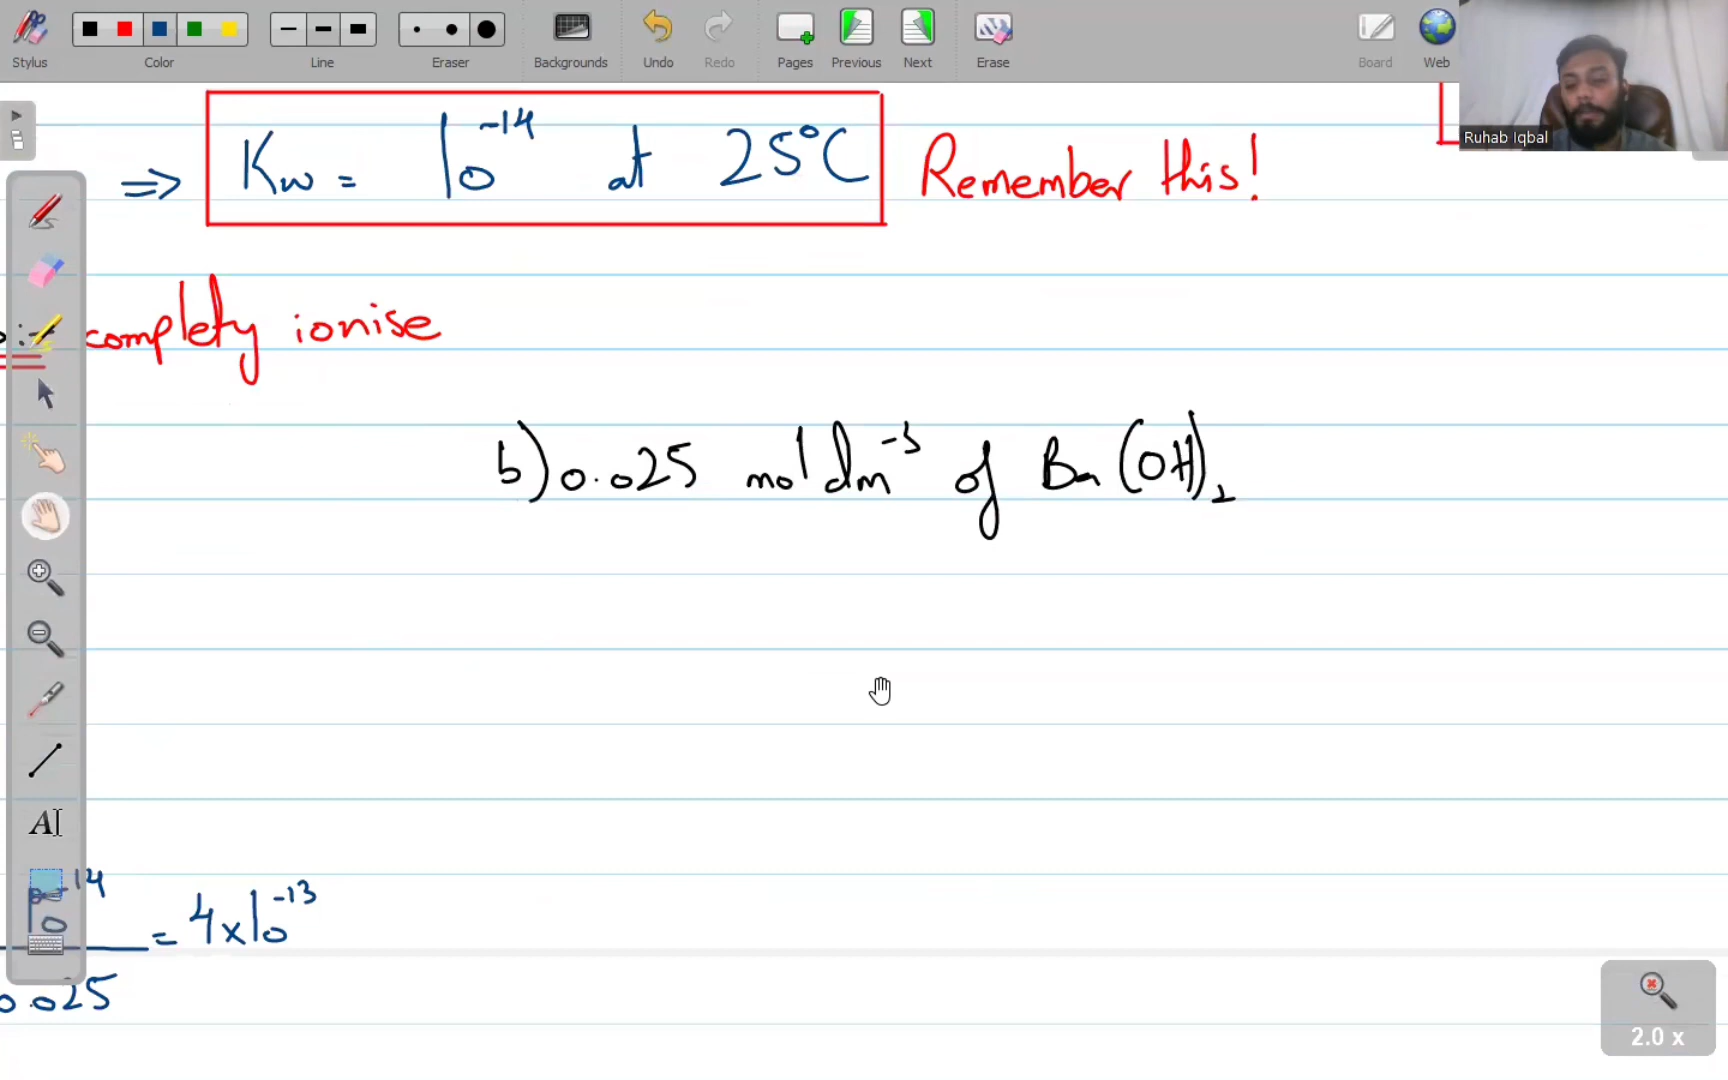 Stylus Color Line Eraser Backgrounds Undo Redo Pages Previous Next Erase Board Web
Ruhab Iqbal
⇒ Kw = 10⁻¹⁴ at 25°C Remember this!
:- complety ionise
b) 0.025 mol dm⁻³ of Ba(OH)₂
10⁻¹⁴ = 4x10⁻¹³
0.025
2.0 x